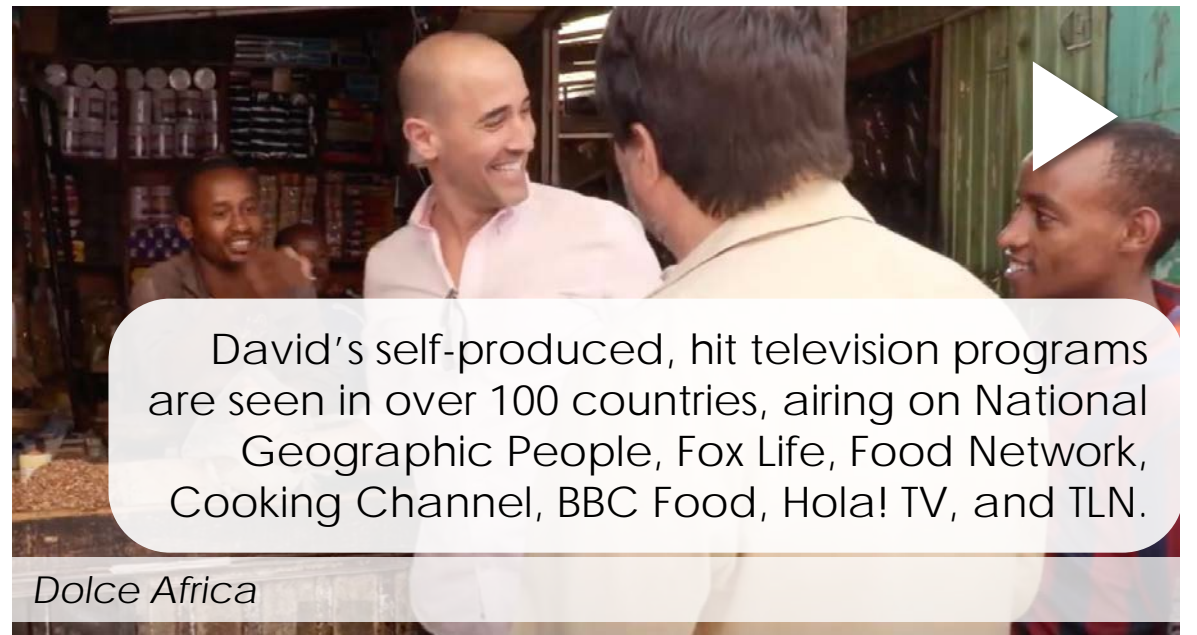 David's self-produced, hit television programs
are seen in over 100 countries, airing on National
Geographic People, Fox Life, Food Network,
Cooking Channel, BBC Food, Hola! TV, and TLN.
Dolce Africa